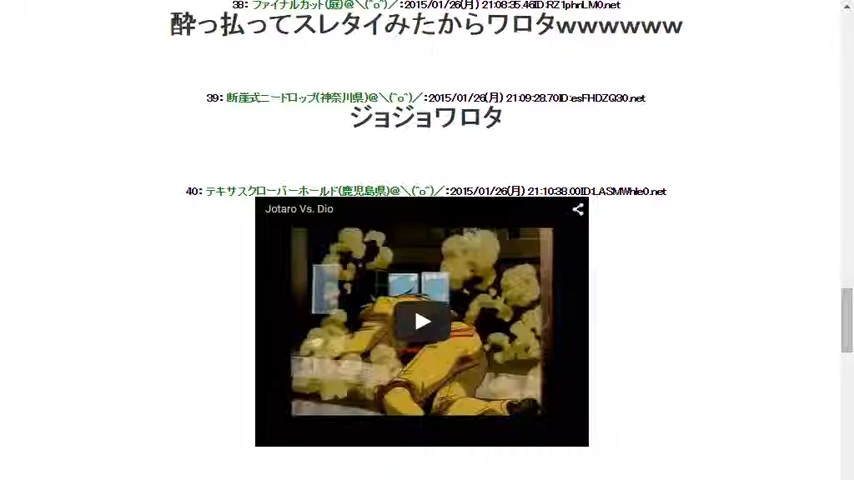 38: ファイナルカット(庭)@＼(^o^)／:2015/01/26(月) 21:08:35.46ID:RZ1phrLM0.net
酔っ払ってスレタイみたからワロタwwwwww
39: 断崖式ニードロップ(神奈川県)@＼(^o^)／:2015/01/26(月) 21:09:28.70ID:esFHDZQ30.net
ジョジョワロタ
40: テキサスクローバーホールド(鹿児島県)@＼(^o^)／:2015/01/26(月) 21:10:38.00ID:LASMWhle0.net
Jotaro Vs. Dio